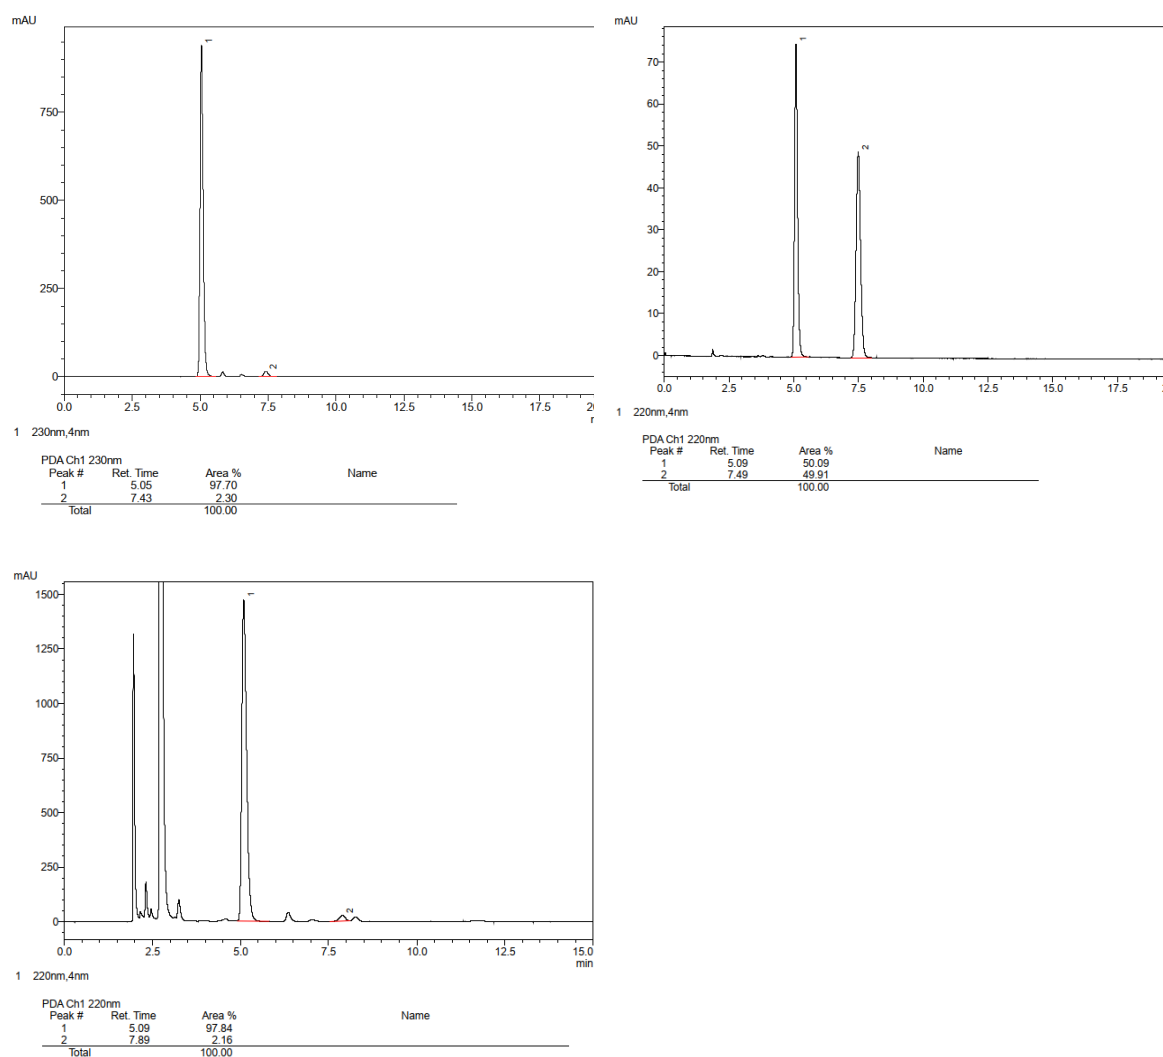 mAU
1
2
750
500
250
0
0.0 2.5 5.0 7.5 10.0 12.5 15.0 17.5
1 230nm,4nm
PDA Ch1 230nm
Peak # Ret. Time Area % Name
1 5.05 97.70
2 7.43 2.30
Total 100.00
mAU
1
2
70
60
50
40
30
20
10
0
0.0 2.5 5.0 7.5 10.0 12.5 15.0 17.5
1 220nm,4nm
PDA Ch1 220nm
Peak # Ret. Time Area % Name
1 5.09 50.09
2 7.49 49.91
Total 100.00
mAU
1
2
1500
1250
1000
750
500
250
0
0.0 2.5 5.0 7.5 10.0 12.5 15.0
min
1 220nm,4nm
PDA Ch1 220nm
Peak # Ret. Time Area % Name
1 5.09 97.84
2 7.89 2.16
Total 100.00